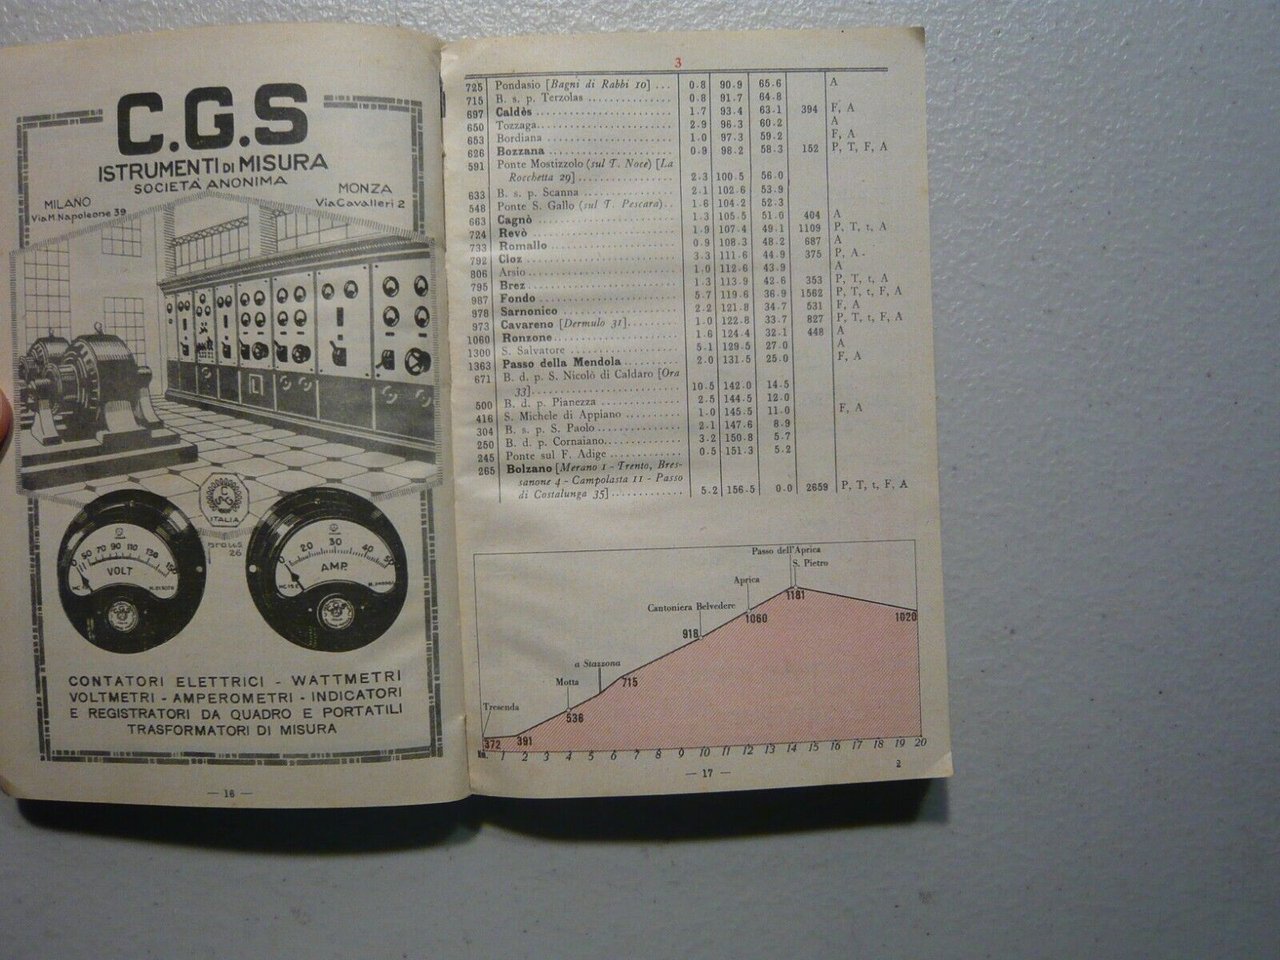 C.G.S
ISTRUMENTI DI MISURA
SOCIETÀ ANONIMA
MILANO
Via M. Napoleone 39
MONZA
Via Cavalleri 2
CGS
ITALIA
26
0 50 70 90 110 130 150
VOLT
0 10 20 30 40 50
AMP.
CONTATORI ELETTRICI - WATTMETRI
VOLTMETRI - AMPEROMETRI - INDICATORI
E REGISTRATORI DA QUADRO E PORTATILI
TRASFORMATORI DI MISURA
— 16 —
3
725 Pondasio [Bagni di Rabbi 10] ... 0.8 90.9 65.6 A
715 B. s. p. Terzolas 0.8 91.7 64.8
697 Caldès 1.7 93.4 63.1 394 F, A
650 Tozzaga 2.9 96.3 60.2 A
653 Bordiana 1.0 97.3 59.2 F, A
626 Bozzana 0.9 98.2 58.3 152 P, T, F, A
591 Ponte Mostizzolo (sul T. Noce) [La
Rocchetta 29] 2.3 100.5 56.0
633 B. s. p. Scanna 2.1 102.6 53.9
548 Ponte S. Gallo (sul T. Pescara) 1.6 104.2 52.3
663 Cagnò 1.3 105.5 51.0 404 A
724 Revò 1.9 107.4 49.1 1109 P, T, t, A
733 Romallo 0.9 108.3 48.2 687 A
792 Cloz 3.3 111.6 44.9 375 P, A
806 Arsio 1.0 112.6 43.9 A
795 Brez 1.3 113.9 42.6 353 P, T, t, A
987 Fondo 5.7 119.6 36.9 1562 P, T, t, F, A
978 Sarnonico 2.2 121.8 34.7 531 F, A
973 Cavareno [Dermulo 31] 1.0 122.8 33.7 827 P, T, t, F, A
1060 Ronzone 1.6 124.4 32.1 448 A
1300 S. Salvatore 5.1 129.5 27.0 A
1363 Passo della Mendola 2.0 131.5 25.0 F, A
671 B. d. p. S. Nicolò di Caldaro [Ora
33] 10.5 142.0 14.5
500 B. d. p. Pianezza 2.5 144.5 12.0
416 S. Michele di Appiano 1.0 145.5 11.0 F, A
304 B. s. p. S. Paolo 2.1 147.6 8.9
250 B. d. p. Cornaiano 3.2 150.8 5.7
245 Ponte sul F. Adige 0.5 151.3 5.2
265 Bolzano [Merano 1 - Trento, Bres-
sanone 4 - Campolasta 11 - Passo
di Costalunga 35] 5.2 156.5 0.0 2659 P, T, t, F, A
Passo dell'Aprica
S. Pietro
Aprica
1181
Cantoniera Belvedere
1060
1020
918
a Stazzona
Motta
715
Tresenda
536
372 391
Km. 1 2 3 4 5 6 7 8 9 10 11 12 13 14 15 16 17 18 19 20
— 17 —
2